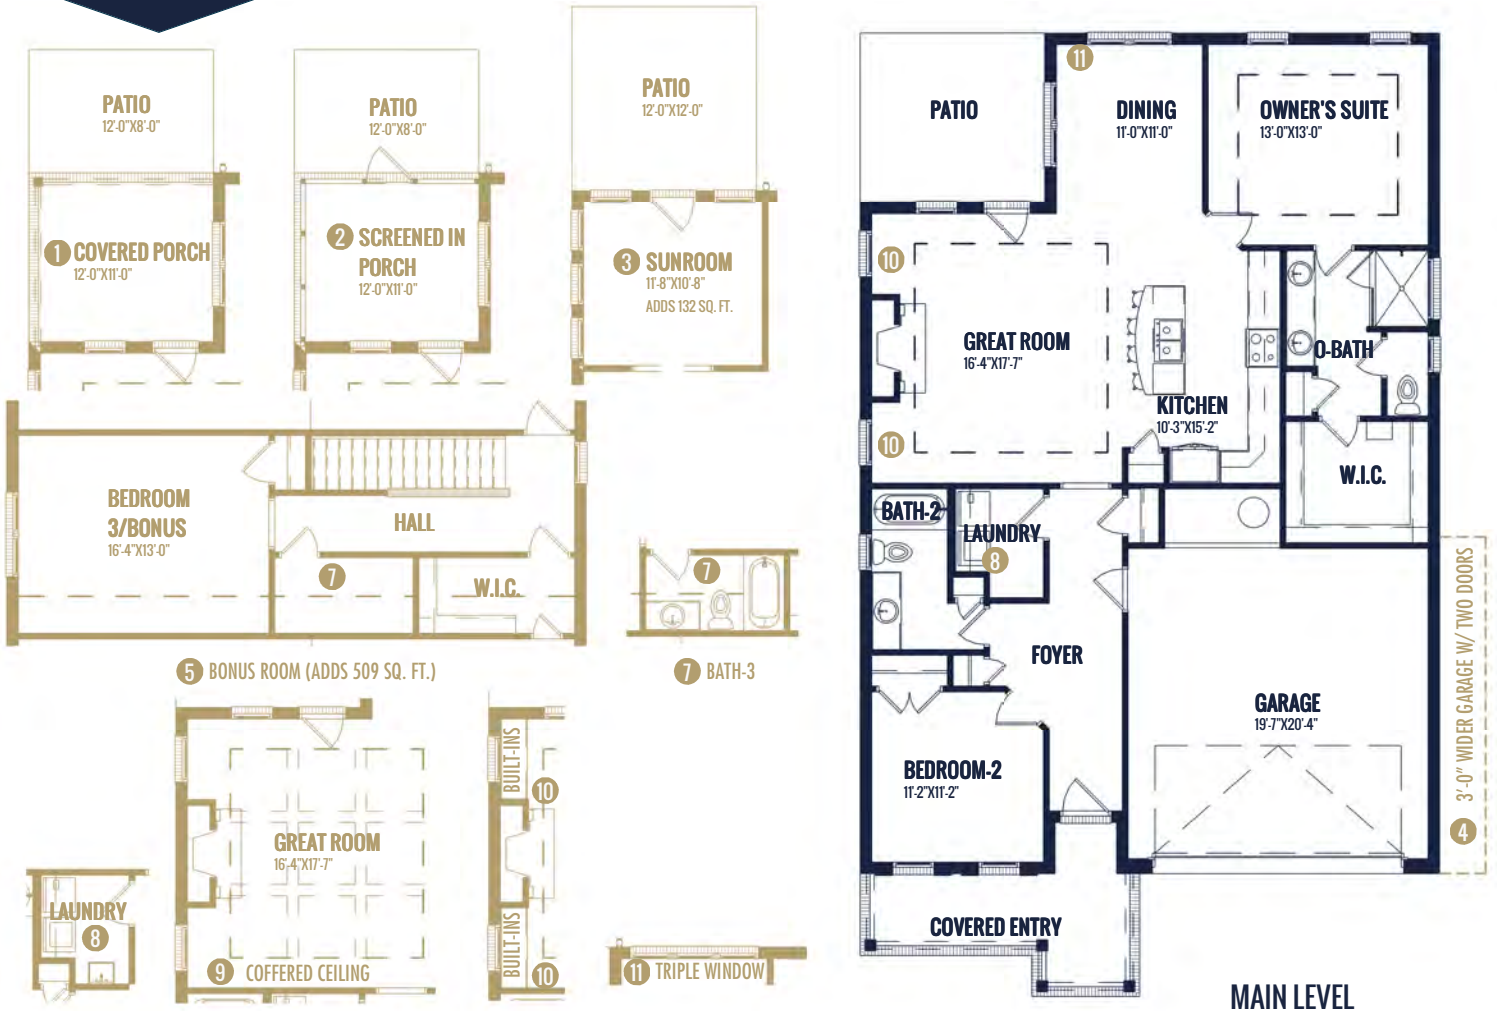 PATIO
12'-0"X8'-0"
1 COVERED PORCH
12'-0"X11'-0"
PATIO
12'-0"X8'-0"
2 SCREENED IN
PORCH
12'-0"X11'-0"
PATIO
12'-0"X12'-0"
3 SUNROOM
11'-8"X10'-8"
ADDS 132 SQ. FT.
BEDROOM
3/BONUS
16'-4"X13'-0"
HALL
7
W.I.C.
5 BONUS ROOM (ADDS 509 SQ. FT.)
7
7 BATH-3
LAUNDRY
8
GREAT ROOM
16'-4"X17'-7"
9 COFFERED CEILING
BUILT-INS
10
BUILT-INS
10
11 TRIPLE WINDOW
PATIO
11
DINING
11'-0"X11'-0"
OWNER'S SUITE
13'-0"X13'-0"
10
GREAT ROOM
16'-4"X17'-7"
10
KITCHEN
10'-3"X15'-2"
O-BATH
W.I.C.
BATH-2
LAUNDRY
8
FOYER
BEDROOM-2
11'-2"X11'-2"
GARAGE
19'-7"X20'-4"
4 3'-0" WIDER GARAGE W/ TWO DOORS
COVERED ENTRY
MAIN LEVEL